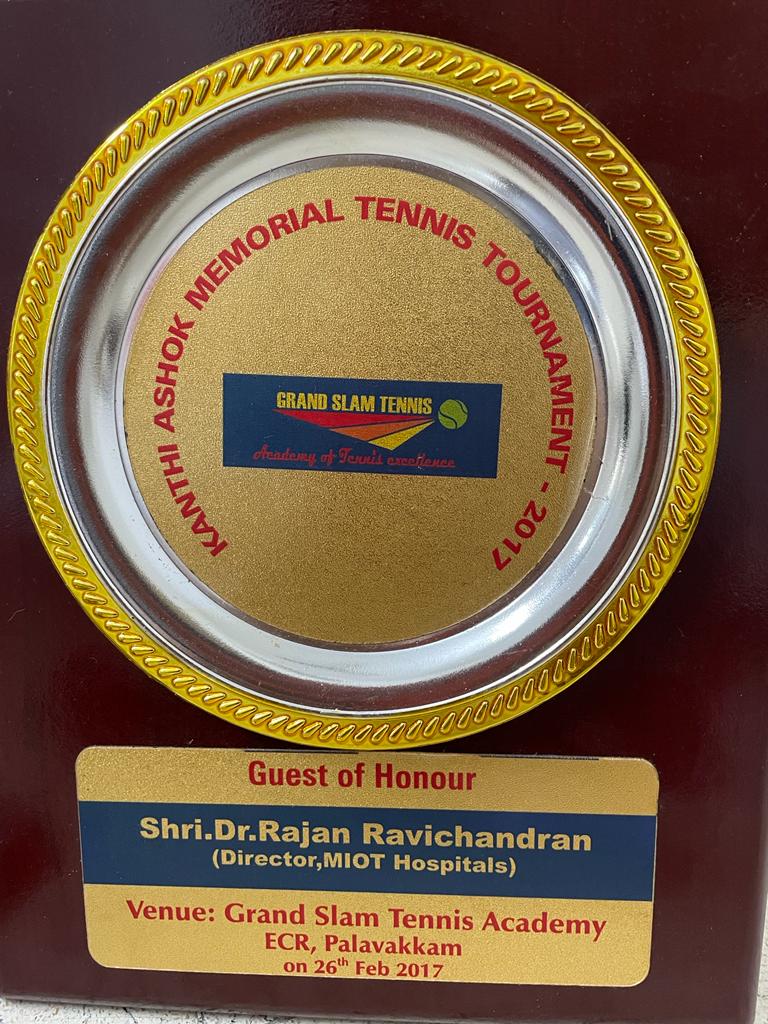 KANTHI ASHOK MEMORIAL TENNIS TOURNAMENT - 2017
GRAND SLAM TENNIS
Academy of Tennis excellence
Guest of Honour
Shri.Dr.Rajan Ravichandran
(Director,MIOT Hospitals)
Venue: Grand Slam Tennis Academy
ECR, Palavakkam
on 26th Feb 2017